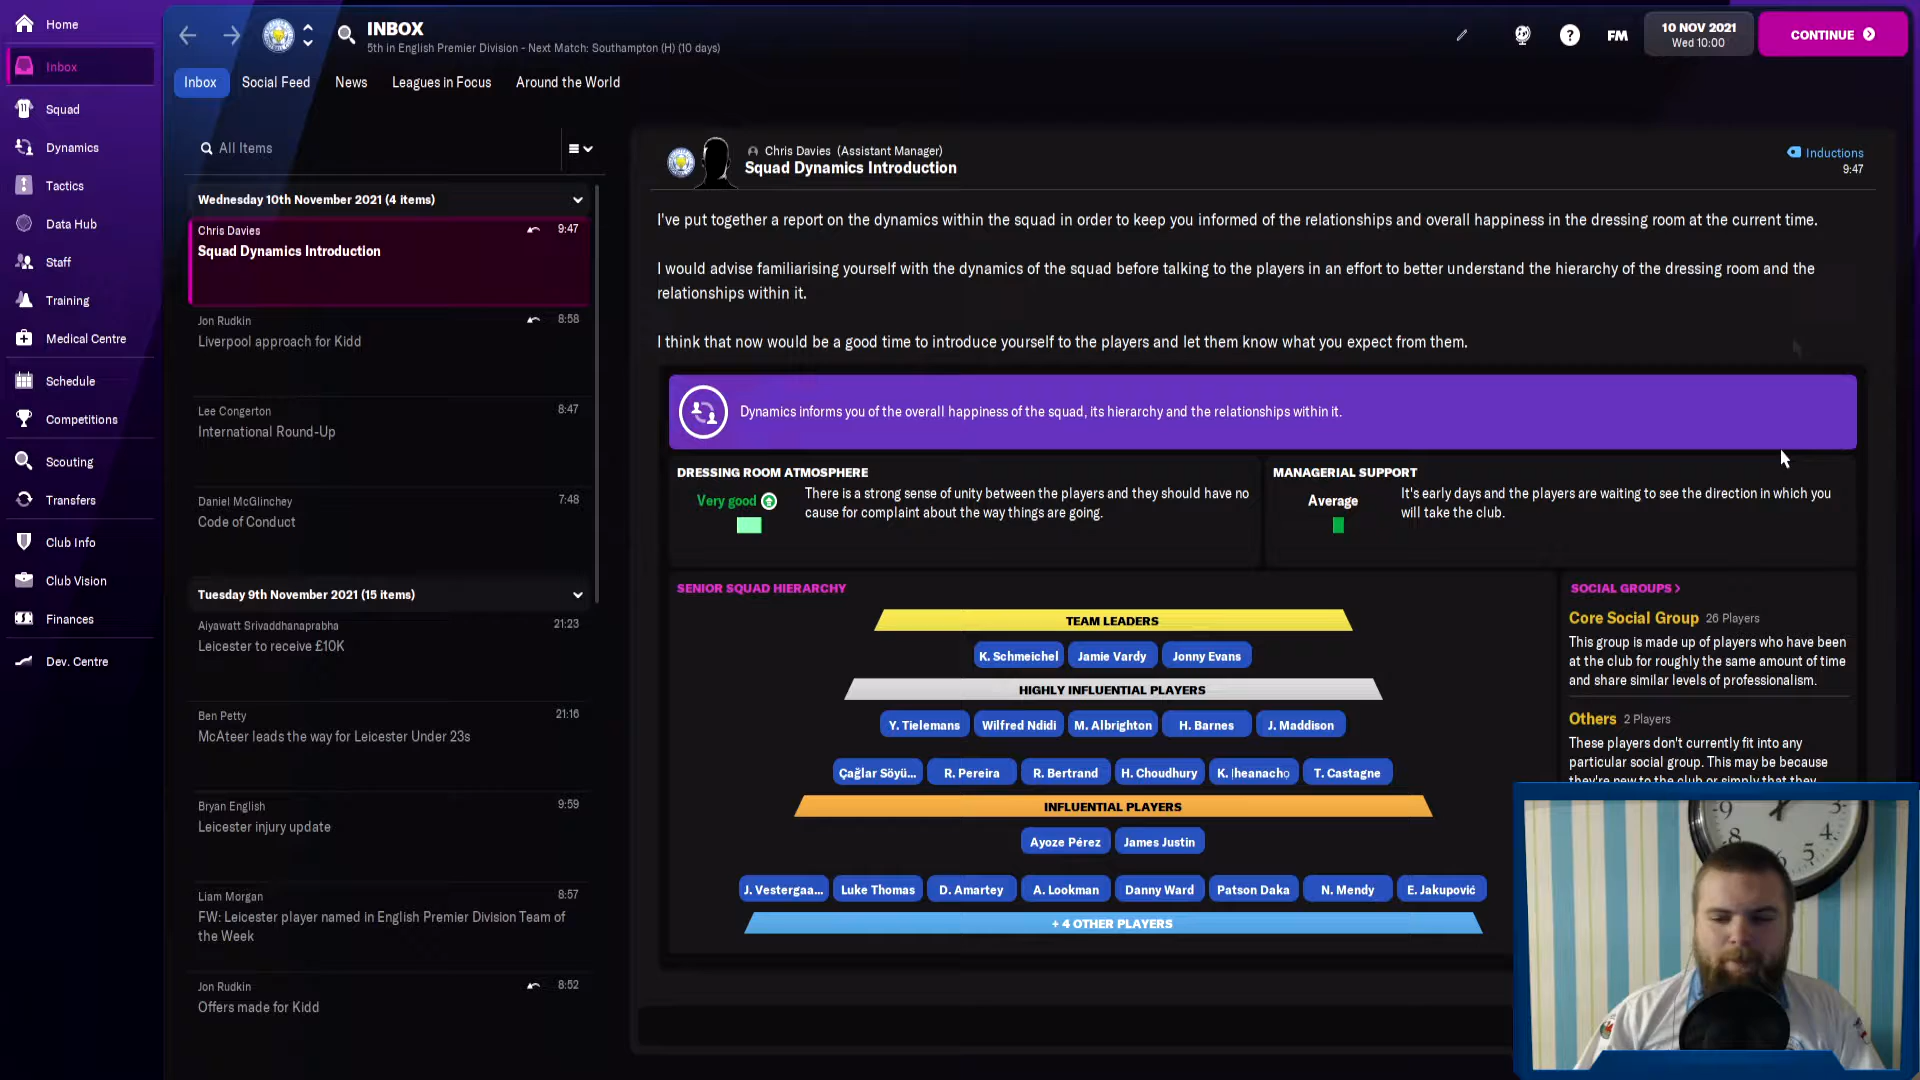 Home
Inbox
Squad
Dynamics
Tactics
Data Hub
Staff
Training
Medical Centre
Schedule
Competitions
Scouting
Transfers
Club Info
Club Vision
Finances
Dev. Centre
INBOX
5th in English Premier Division - Next Match: Southampton (H) (10 days)
?
FM
10 NOV 2021
Wed 10:00
CONTINUE
Inbox
Social Feed
News
Leagues in Focus
Around the World
All Items
Wednesday 10th November 2021 (4 items)
Chris Davies 9:47
Squad Dynamics Introduction
Jon Rudkin 8:58
Liverpool approach for Kidd
Lee Congerton 8:47
International Round-Up
Daniel McGlinchey 7:48
Code of Conduct
Tuesday 9th November 2021 (15 items)
Aiyawatt Srivaddhanaprabha 21:23
Leicester to receive £10K
Ben Petty 21:16
McAteer leads the way for Leicester Under 23s
Bryan English 9:59
Leicester injury update
Liam Morgan 8:57
FW: Leicester player named in English Premier Division Team of
the Week
Jon Rudkin 8:52
Offers made for Kidd
Chris Davies (Assistant Manager)
Squad Dynamics Introduction
Inductions
9:47
I've put together a report on the dynamics within the squad in order to keep you informed of the relationships and overall happiness in the dressing room at the current time.
I would advise familiarising yourself with the dynamics of the squad before talking to the players in an effort to better understand the hierarchy of the dressing room and the
relationships within it.
I think that now would be a good time to introduce yourself to the players and let them know what you expect from them.
Dynamics informs you of the overall happiness of the squad, its hierarchy and the relationships within it.
DRESSING ROOM ATMOSPHERE
Very good
There is a strong sense of unity between the players and they should have no
cause for complaint about the way things are going.
MANAGERIAL SUPPORT
Average
It's early days and the players are waiting to see the direction in which you
will take the club.
SENIOR SQUAD HIERARCHY
TEAM LEADERS
K. Schmeichel Jamie Vardy Jonny Evans
HIGHLY INFLUENTIAL PLAYERS
Y. Tielemans Wilfred Ndidi M. Albrighton H. Barnes J. Maddison
Çağlar Söyü... R. Pereira R. Bertrand H. Choudhury K. Iheanachọ T. Castagne
INFLUENTIAL PLAYERS
Ayoze Pérez James Justin
J. Vestergaa... Luke Thomas D. Amartey A. Lookman Danny Ward Patson Daka N. Mendy E. Jakupović
+ 4 OTHER PLAYERS
SOCIAL GROUPS >
Core Social Group 26 Players
This group is made up of players who have been
at the club for roughly the same amount of time
and share similar levels of professionalism.
Others 2 Players
These players don't currently fit into any
particular social group. This may be because
they're new to the club or simply that they